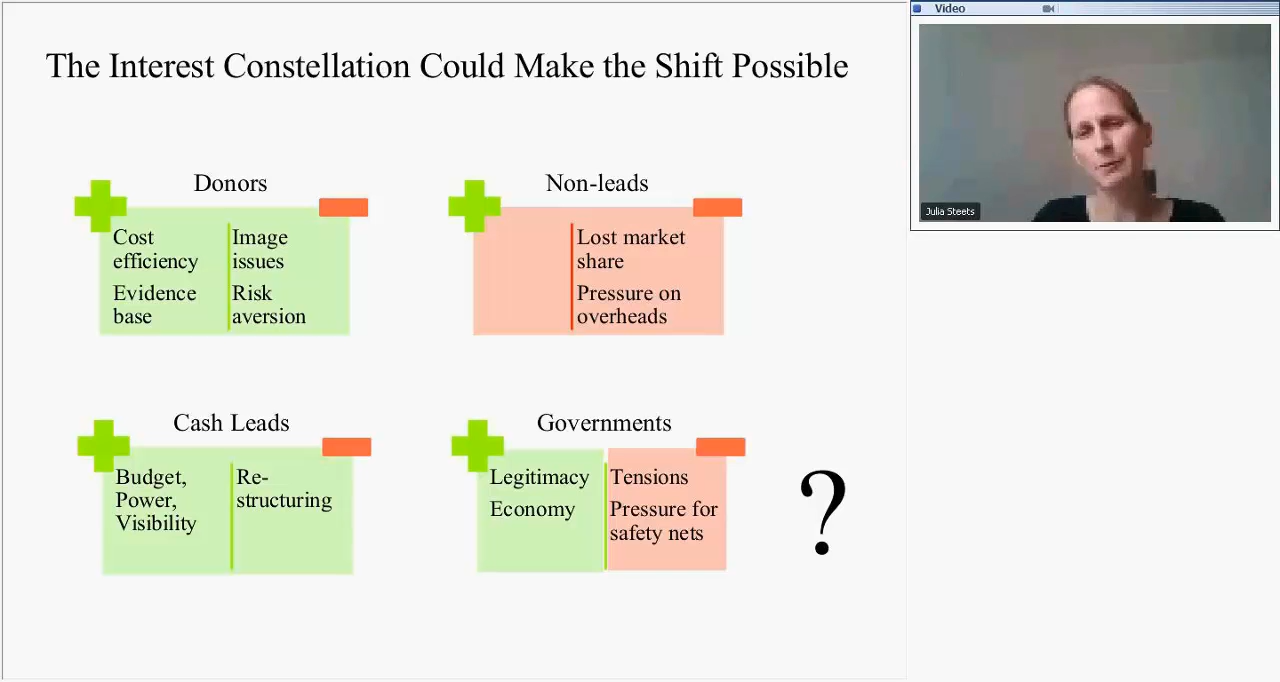 The Interest Constellation Could Make the Shift Possible
Donors
Cost
efficiency
Evidence
base
Image
issues
Risk
aversion
Non-leads
Lost market
share
Pressure on
overheads
Cash Leads
Budget,
Power,
Visibility
Re-
structuring
Governments
Legitimacy
Economy
Tensions
Pressure for
safety nets
?
Video
Julia Steets